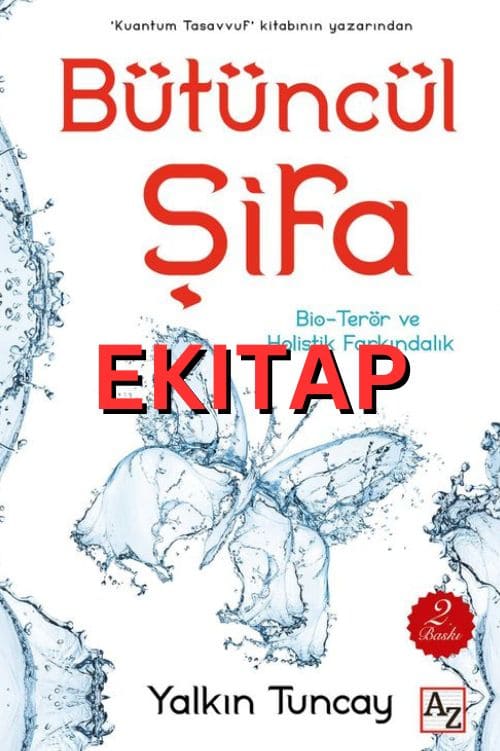 'Kuantum Tasavvuf' kitabının yazarından
Bütüncül
Şifa
Bio-Terör ve
Holistik Farkındalık
EKITAP
2.
Baskı
Yalkın Tuncay
AZ